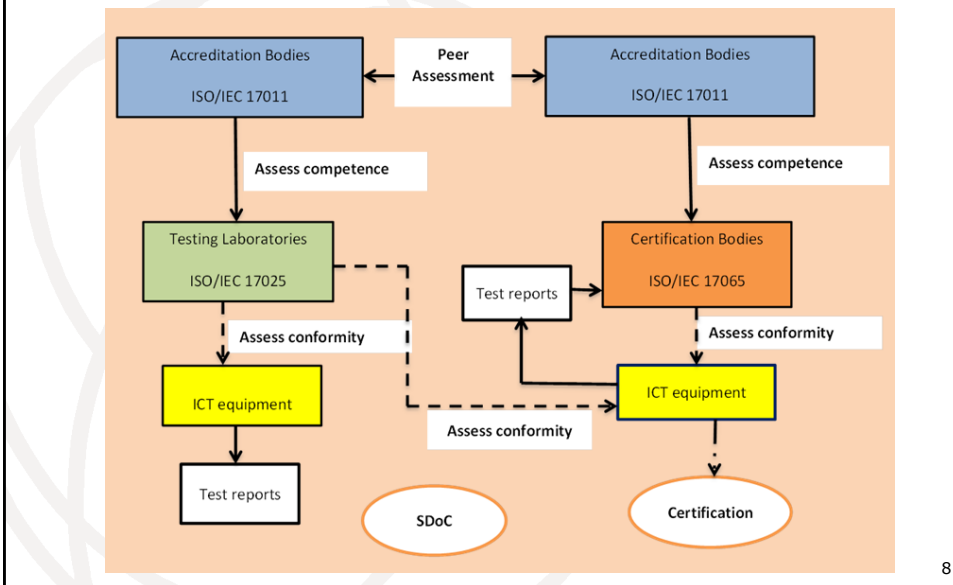 Accreditation Bodies
ISO/IEC 17011
Peer
Assessment
Accreditation Bodies
ISO/IEC 17011
Assess competence
Assess competence
Testing Laboratories
ISO/IEC 17025
Certification Bodies
ISO/IEC 17065
Test reports
Assess conformity
Assess conformity
ICT equipment
ICT equipment
Assess conformity
Test reports
SDoC
Certification
8